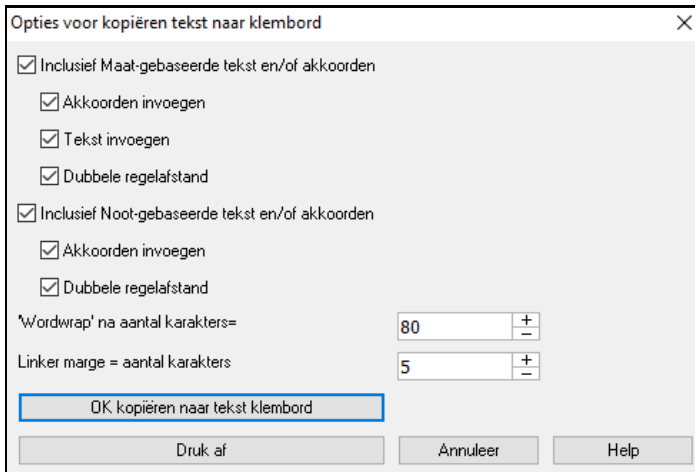 Opties voor kopiëren tekst naar klembord
Inclusief Maat-gebaseerde tekst en/of akkoorden
Akkoorden invoegen
Tekst invoegen
Dubbele regelafstand
Inclusief Noot-gebaseerde tekst en/of akkoorden
Akkoorden invoegen
Dubbele regelafstand
'Wordwrap' na aantal karakters= 80
Linker marge = aantal karakters 5
OK kopiëren naar tekst klembord
Druk af Annuleer Help